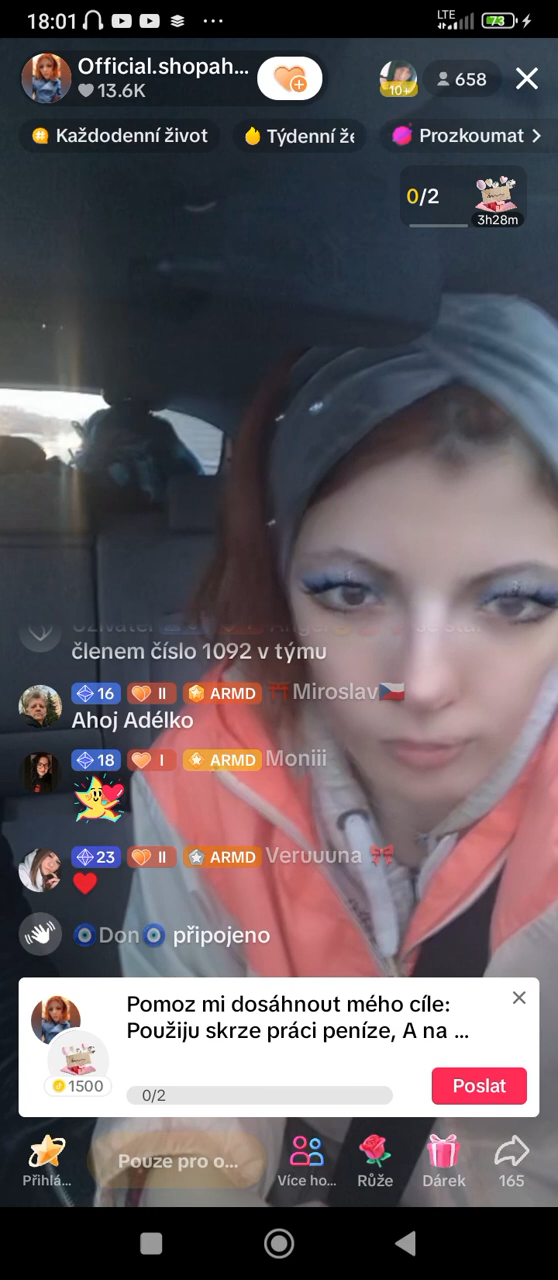 18:01
LTE
73
Official.shopah...
13.6K
10+
658
Každodenní život
Týdenní že
Prozkoumat
0/2
3h28m
členem číslo 1092 v týmu
16 II ARMD Miroslav
Ahoj Adélko
18 I ARMD Moniii
23 II ARMD Veruuuna
Don připojeno
Pomoz mi dosáhnout mého cíle:
Použiju skrze práci peníze, A na ...
1500
0/2
Poslat
Pouze pro o...
Přihlá...
Více ho...
Růže
Dárek
165